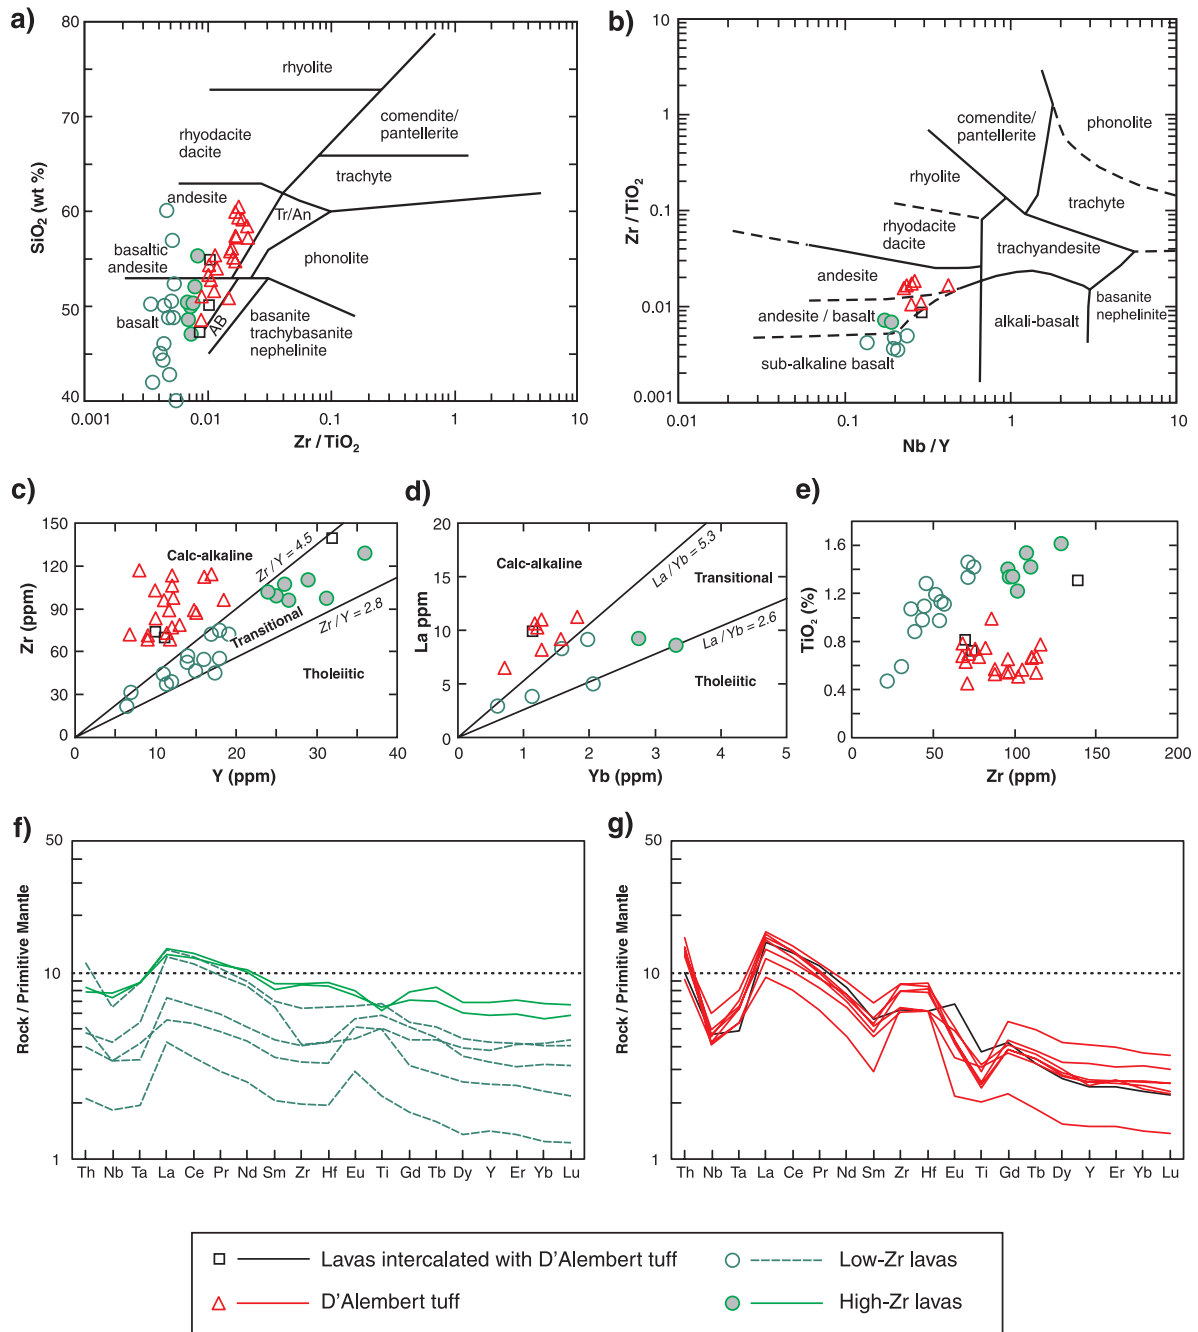 a)
80
70
60
50
40
SiO2 (wt %)
rhyolite
comendite/
pantellerite
rhyodacite
dacite
trachyte
andesite
Tr/An
basaltic
andesite
phonolite
basalt
AB
basanite
trachybasanite
nephelinite
0.001
0.01
0.1
1
10
Zr / TiO2
b)
10
1
0.1
0.01
0.001
Zr / TiO2
comendite/
pantellerite
phonolite
rhyolite
trachyte
rhyodacite
dacite
trachyandesite
andesite
andesite / basalt
basanite
nephelinite
alkali-basalt
sub-alkaline basalt
0.01
0.1
1
10
Nb / Y
c)
150
120
90
60
30
0
Zr (ppm)
Calc-alkaline
Zr / Y = 4.5
Transitional
Zr / Y = 2.8
Tholeiitic
0
10
20
30
40
Y (ppm)
d)
20
15
10
5
0
La ppm
Calc-alkaline
La / Yb = 5.3
Transitional
La / Yb = 2.6
Tholeiitic
0
1
2
3
4
5
Yb (ppm)
e)
1.6
1.2
0.8
0.4
0
TiO2 (%)
0
50
100
150
200
Zr (ppm)
f)
50
10
1
Rock / Primitive Mantle
Th Nb Ta La Ce Pr Nd Sm Zr Hf Eu Ti Gd Tb Dy Y Er Yb Lu
g)
50
10
1
Rock / Primitive Mantle
Th Nb Ta La Ce Pr Nd Sm Zr Hf Eu Ti Gd Tb Dy Y Er Yb Lu
Lavas intercalated with D'Alembert tuff
Low-Zr lavas
D'Alembert tuff
High-Zr lavas